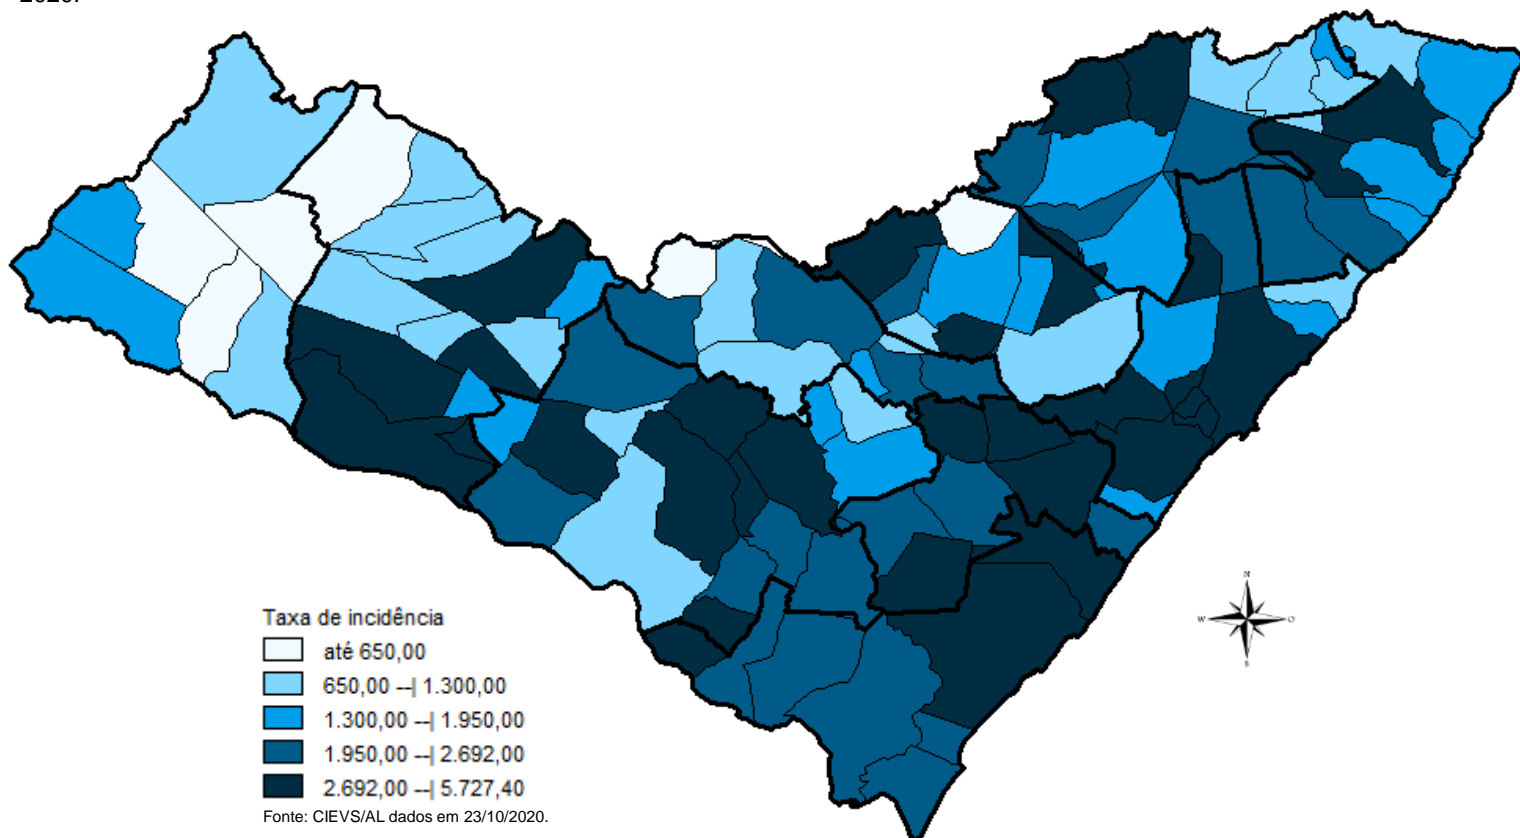 2020.
Taxa de incidência
até 650,00
650,00 --| 1.300,00
1.300,00 --| 1.950,00
1.950,00 --| 2.692,00
2.692,00 --| 5.727,40
Fonte: CIEVS/AL dados em 23/10/2020.
N
W
O
S